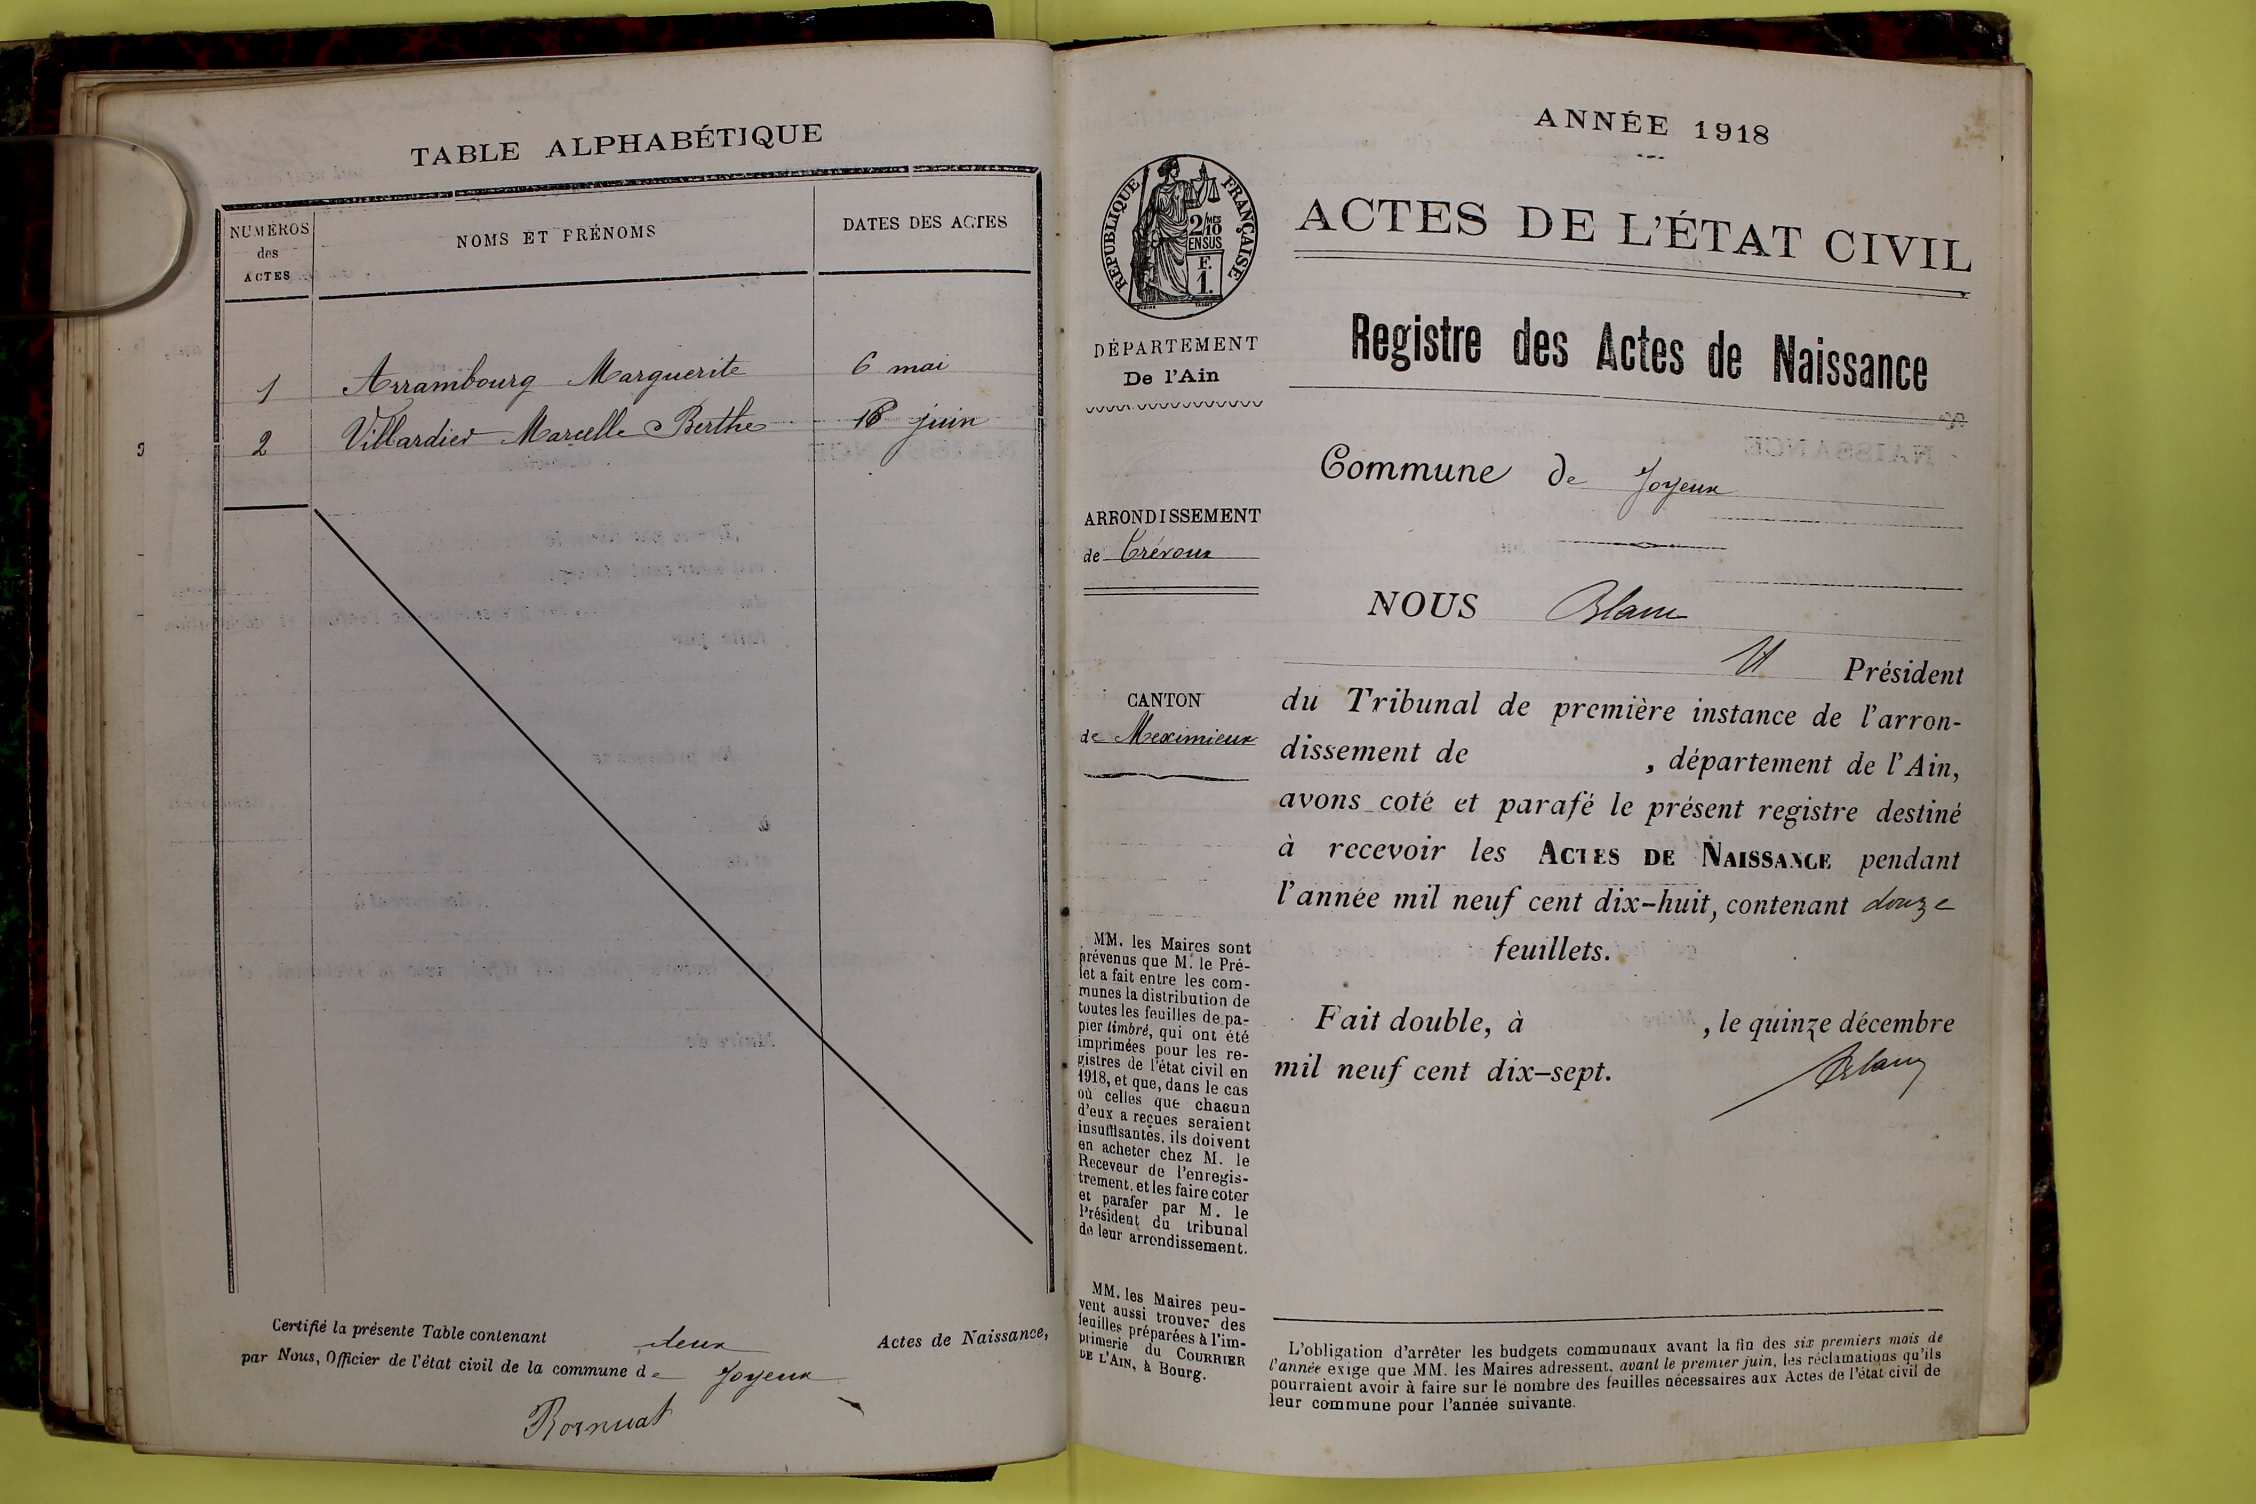 TABLE ALPHABÉTIQUE
NUMÉROS
des
ACTES
NOMS ET PRÉNOMS
DATES DES ACTES
1 Arrambourg Marguerite 6 mai
2 Villardier Marcelle Berthe juin
Certifié la présente Table contenant deux Actes de Naissance,
par Nous, Officier de l'état civil de la commune de Joyeux
ANNÉE 1918
RÉPUBLIQUE FRANÇAISE
2/10
MES
EN SUS
F.
1.
ACTES DE L'ÉTAT CIVIL
Registre des Actes de Naissance
DÉPARTEMENT
De l'Ain
Commune de Joyeux
ARRONDISSEMENT
de Trévoux
NOUS Blanc
Président
CANTON
de Meximieux
du Tribunal de première instance de l'arron-
dissement de , département de l'Ain,
avons coté et parafé le présent registre destiné
à recevoir les ACTES DE NAISSANCE pendant
l'année mil neuf cent dix-huit, contenant douze
feuillets.
Fait double, à , le quinze décembre
mil neuf cent dix-sept.
Blanc
MM. les Maires sont
prévenus que M. le Pré-
fet a fait entre les com-
munes la distribution de
toutes les feuilles de pa-
pier timbré, qui ont été
imprimées pour les re-
gistres de l'état civil en
1918, et que, dans le cas
où celles que chacun
d'eux a reçues seraient
insuffisantes, ils doivent
en acheter chez M. le
Receveur de l'enregis-
trement, et les faire coter
et parafer par M. le
Président du tribunal
de leur arrondissement.
MM. les Maires peu-
vent aussi trouver des
feuilles préparées à l'im-
primerie du COURRIER
DE L'AIN, à Bourg.
L'obligation d'arrêter les budgets communaux avant la fin des six premiers mois de
l'année exige que MM. les Maires adressent, avant le premier juin, les réclamations qu'ils
pourraient avoir à faire sur le nombre des feuilles nécessaires aux Actes de l'état civil de
leur commune pour l'année suivante.